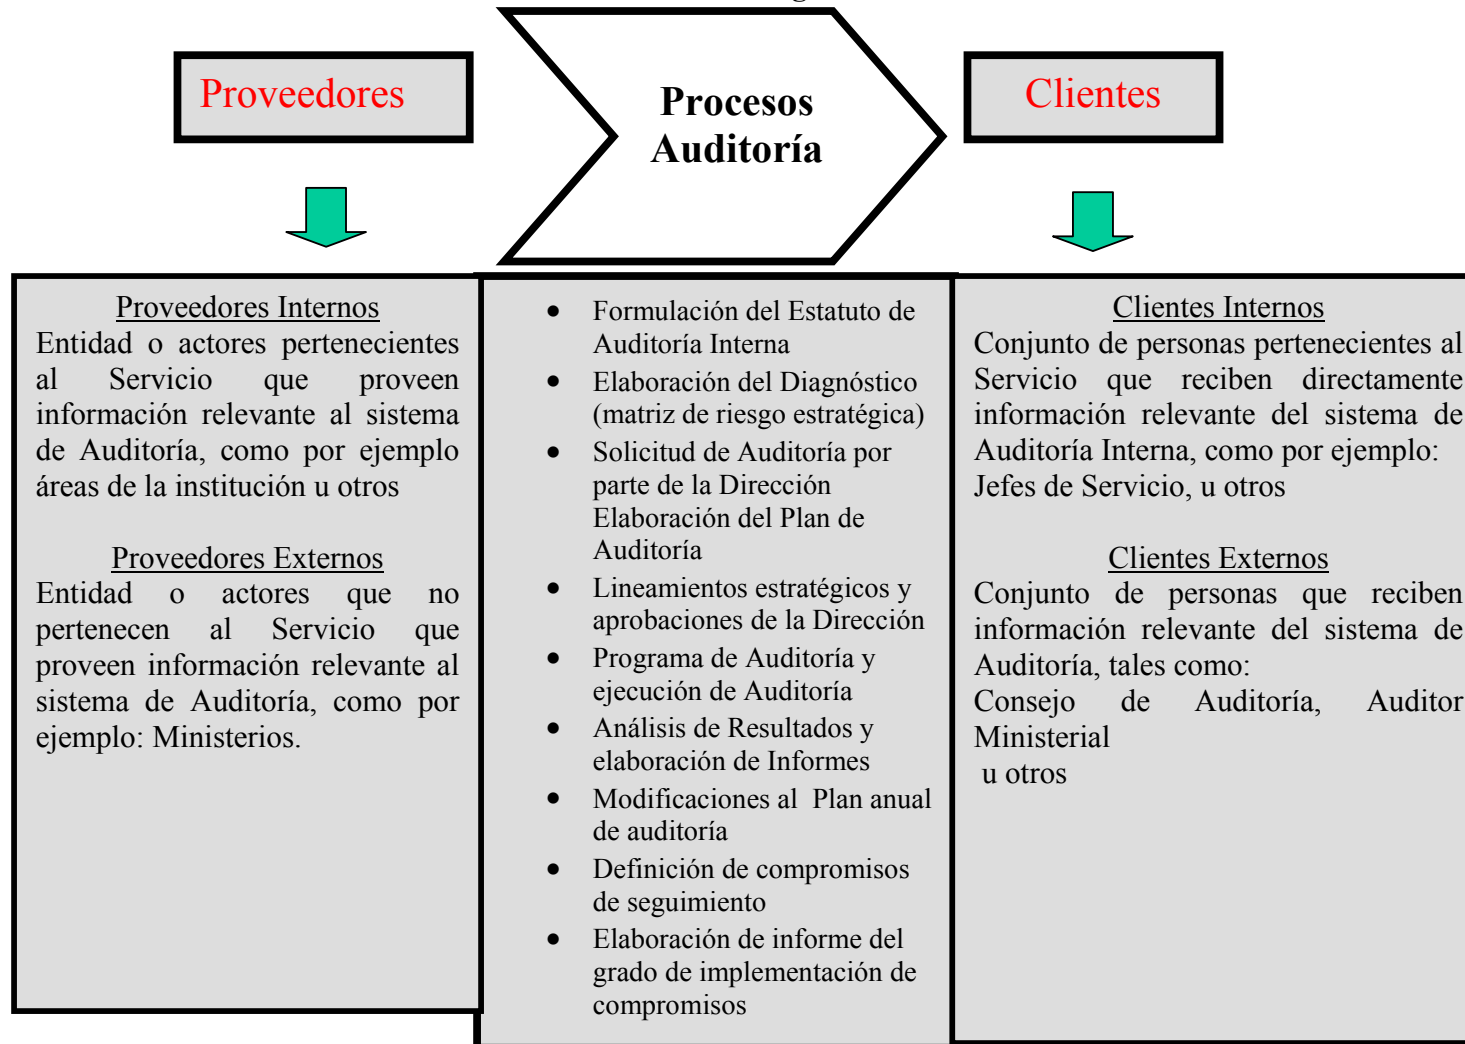 Proveedores
Procesos
Auditoría
Clientes
Proveedores Internos
Entidad o actores pertenecientes
al Servicio que proveen
información relevante al sistema
de Auditoría, como por ejemplo
áreas de la institución u otros
Proveedores Externos
Entidad o actores que no
pertenecen al Servicio que
proveen información relevante al
sistema de Auditoría, como por
ejemplo: Ministerios.
• Formulación del Estatuto de
Auditoría Interna
• Elaboración del Diagnóstico
(matriz de riesgo estratégica)
• Solicitud de Auditoría por
parte de la Dirección
Elaboración del Plan de
Auditoría
• Lineamientos estratégicos y
aprobaciones de la Dirección
• Programa de Auditoría y
ejecución de Auditoría
• Análisis de Resultados y
elaboración de Informes
• Modificaciones al Plan anual
de auditoría
• Definición de compromisos
de seguimiento
• Elaboración de informe del
grado de implementación de
compromisos
Clientes Internos
Conjunto de personas pertenecientes al
Servicio que reciben directamente
información relevante del sistema de
Auditoría Interna, como por ejemplo:
Jefes de Servicio, u otros
Clientes Externos
Conjunto de personas que reciben
información relevante del sistema de
Auditoría, tales como:
Consejo de Auditoría, Auditor
Ministerial
u otros